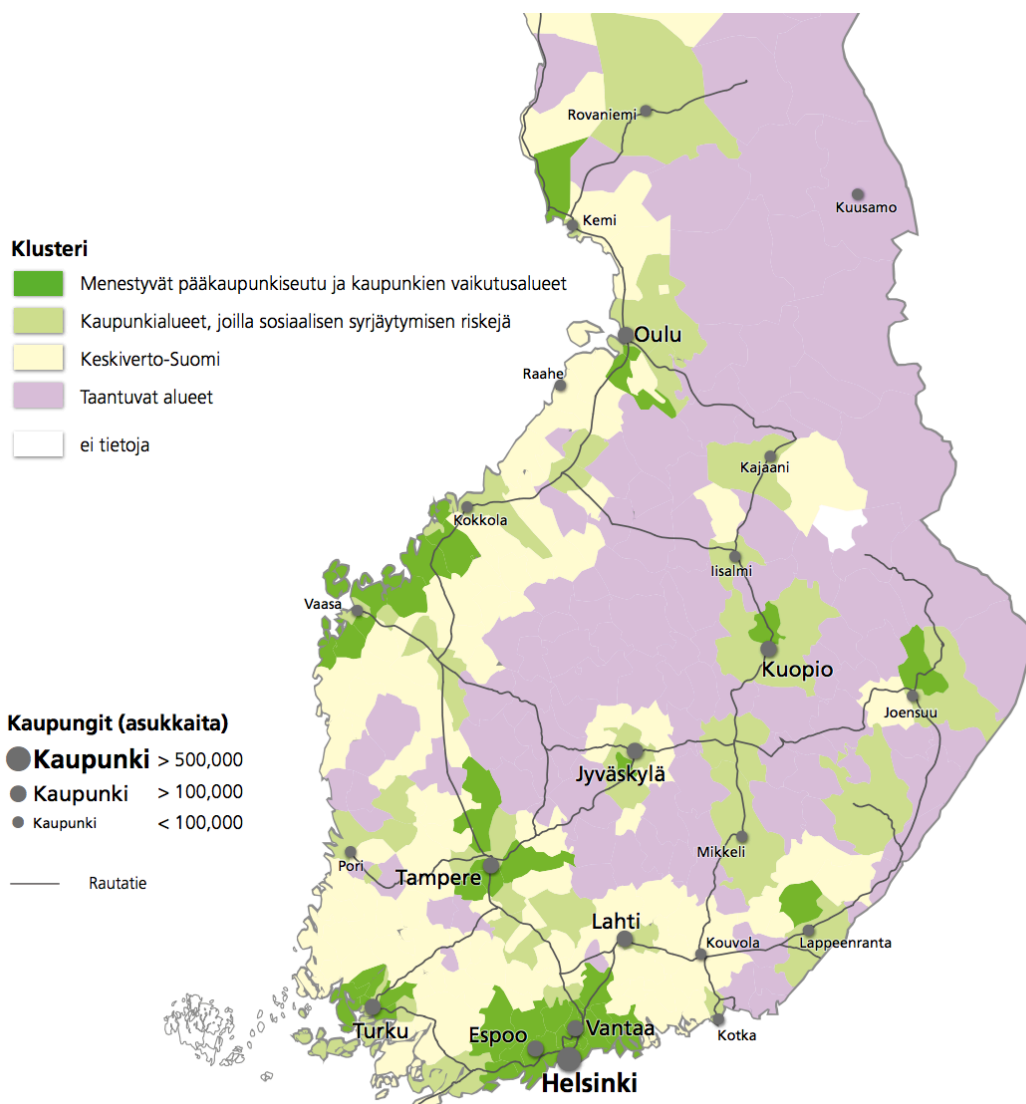 Rovaniemi
Kuusamo
Kemi
Klusteri
Menestyvät pääkaupunkiseutu ja kaupunkien vaikutusalueet
Kaupunkialueet, joilla sosiaalisen syrjäytymisen riskejä
Keskiverto-Suomi
Taantuvat alueet
ei tietoja
Oulu
Raahe
Kajaani
Kokkola
Iisalmi
Vaasa
Kuopio
Joensuu
Kaupungit (asukkaita)
Kaupunki > 500,000
Kaupunki > 100,000
Kaupunki < 100,000
Rautatie
Jyväskylä
Mikkeli
Pori
Tampere
Lahti
Kouvola
Lappeenranta
Turku
Espoo
Vantaa
Kotka
Helsinki